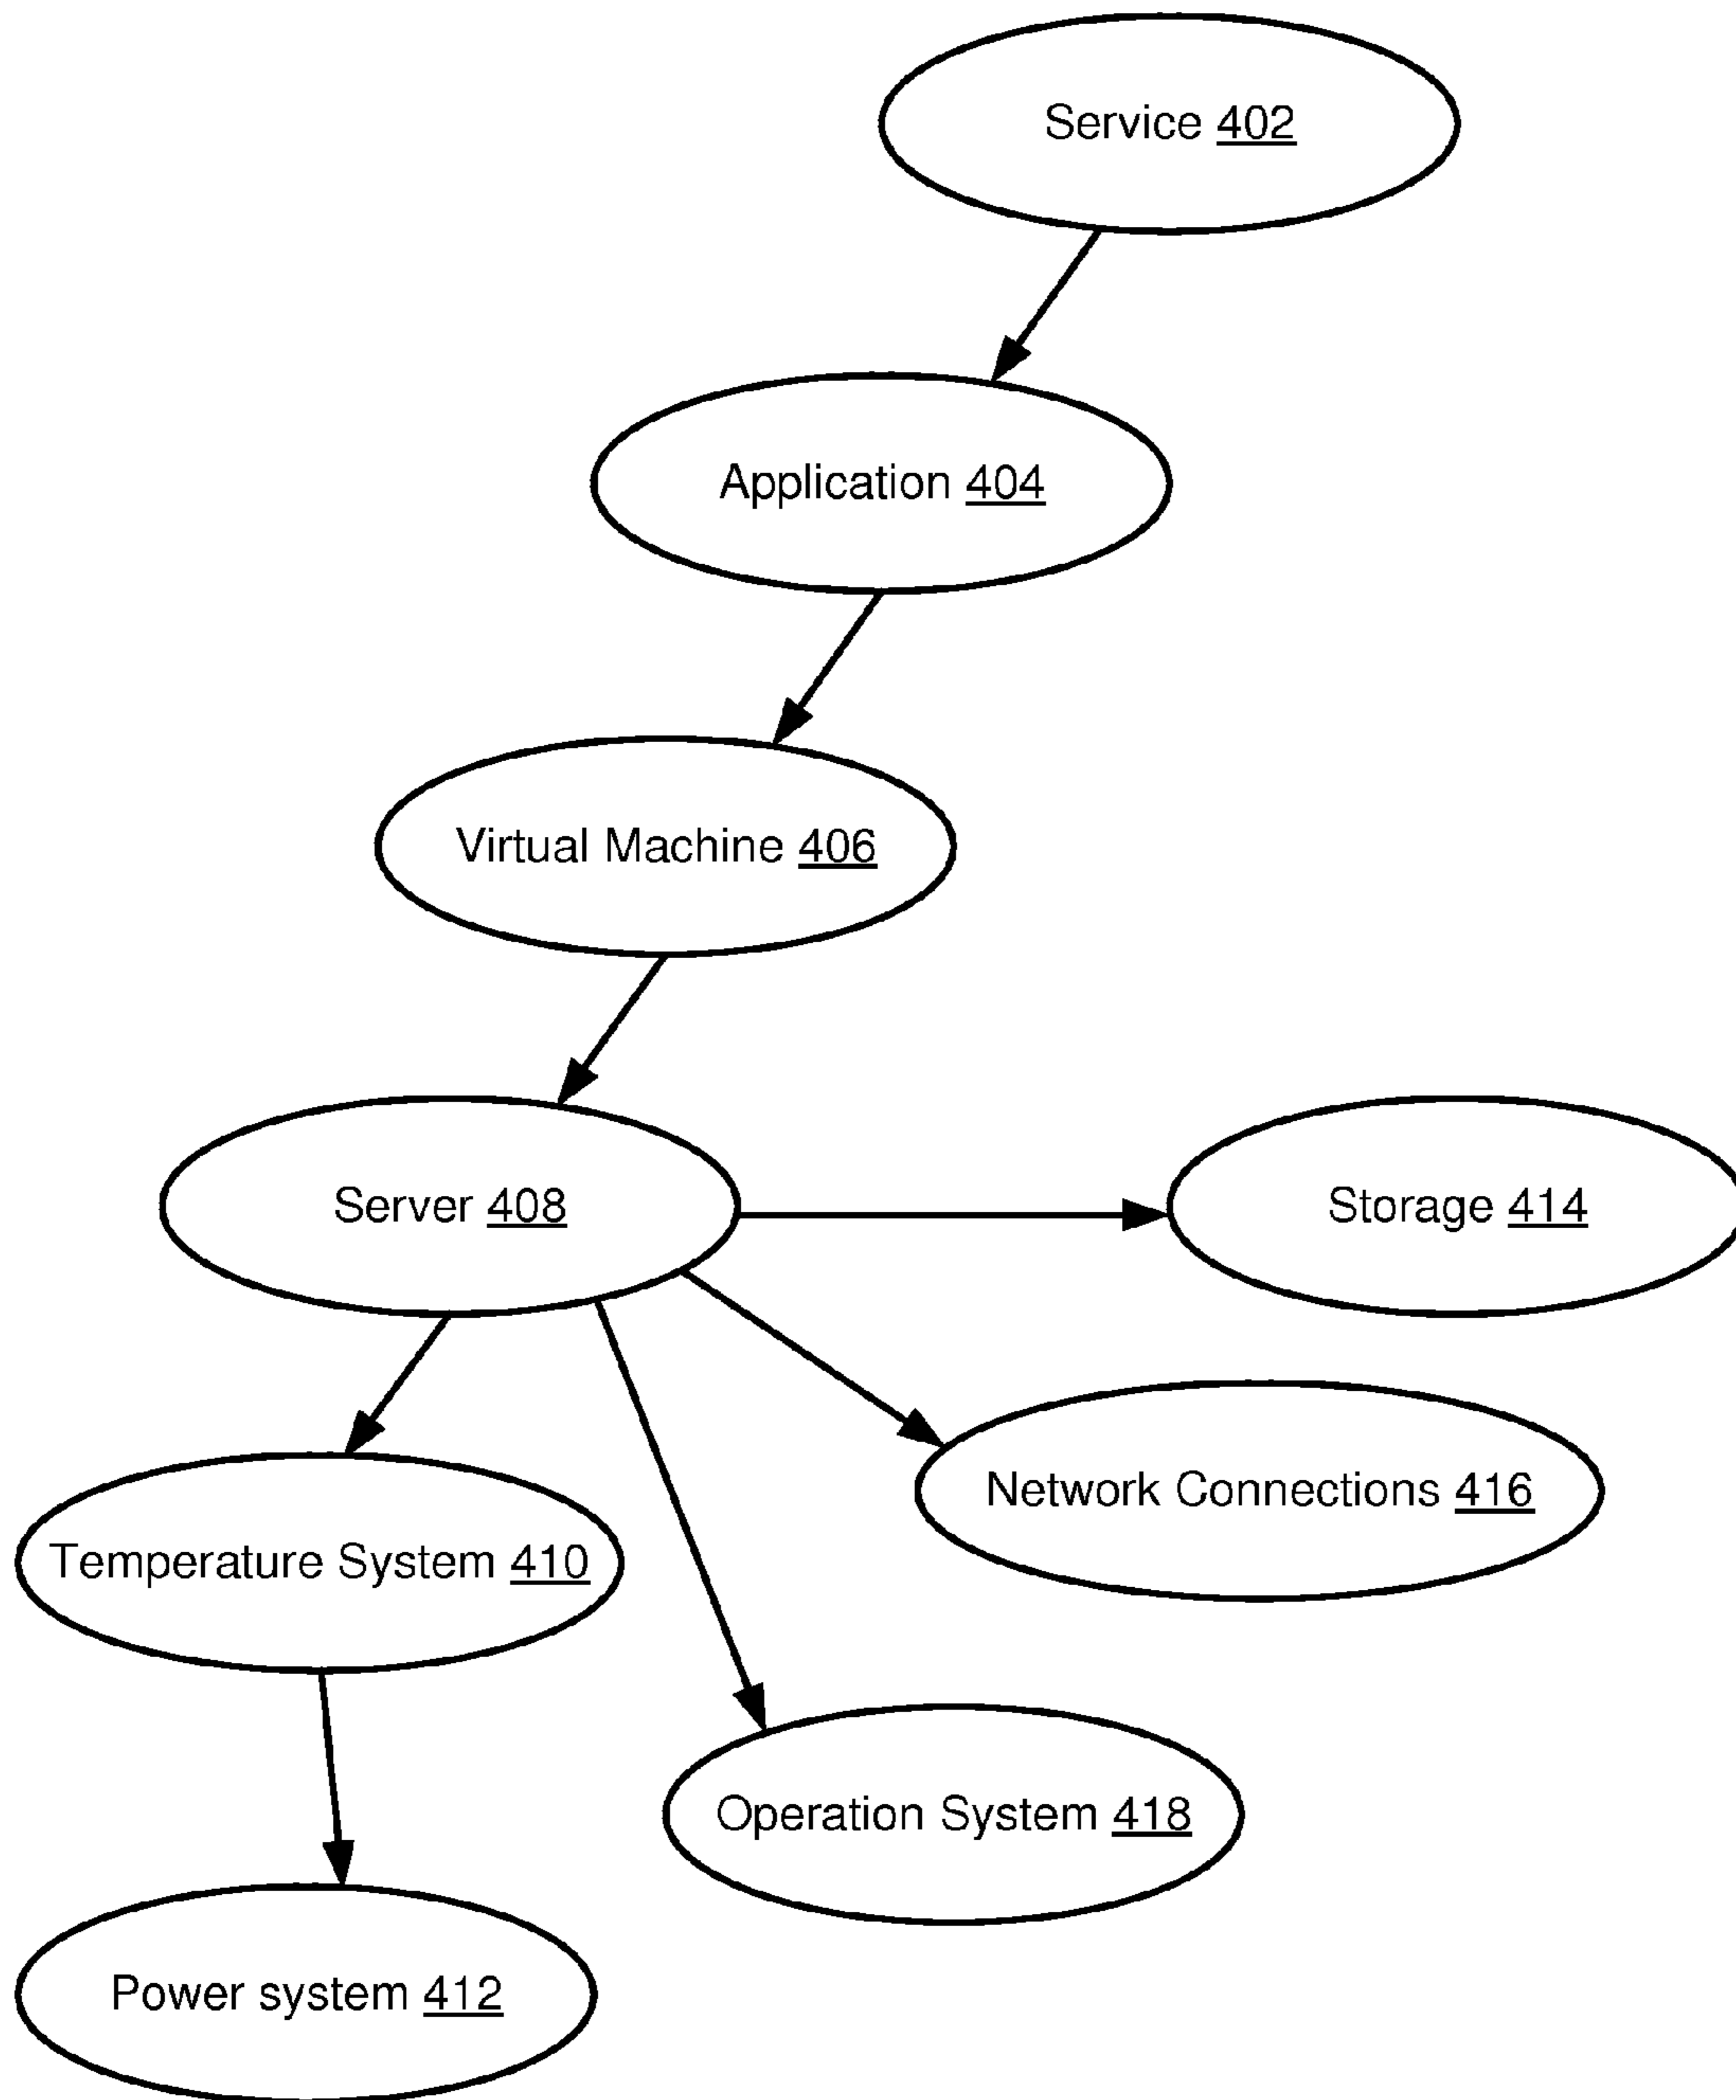 Service 402
Application 404
Virtual Machine 406
Server 408
Storage 414
Network Connections 416
Temperature System 410
Operation System 418
Power system 412